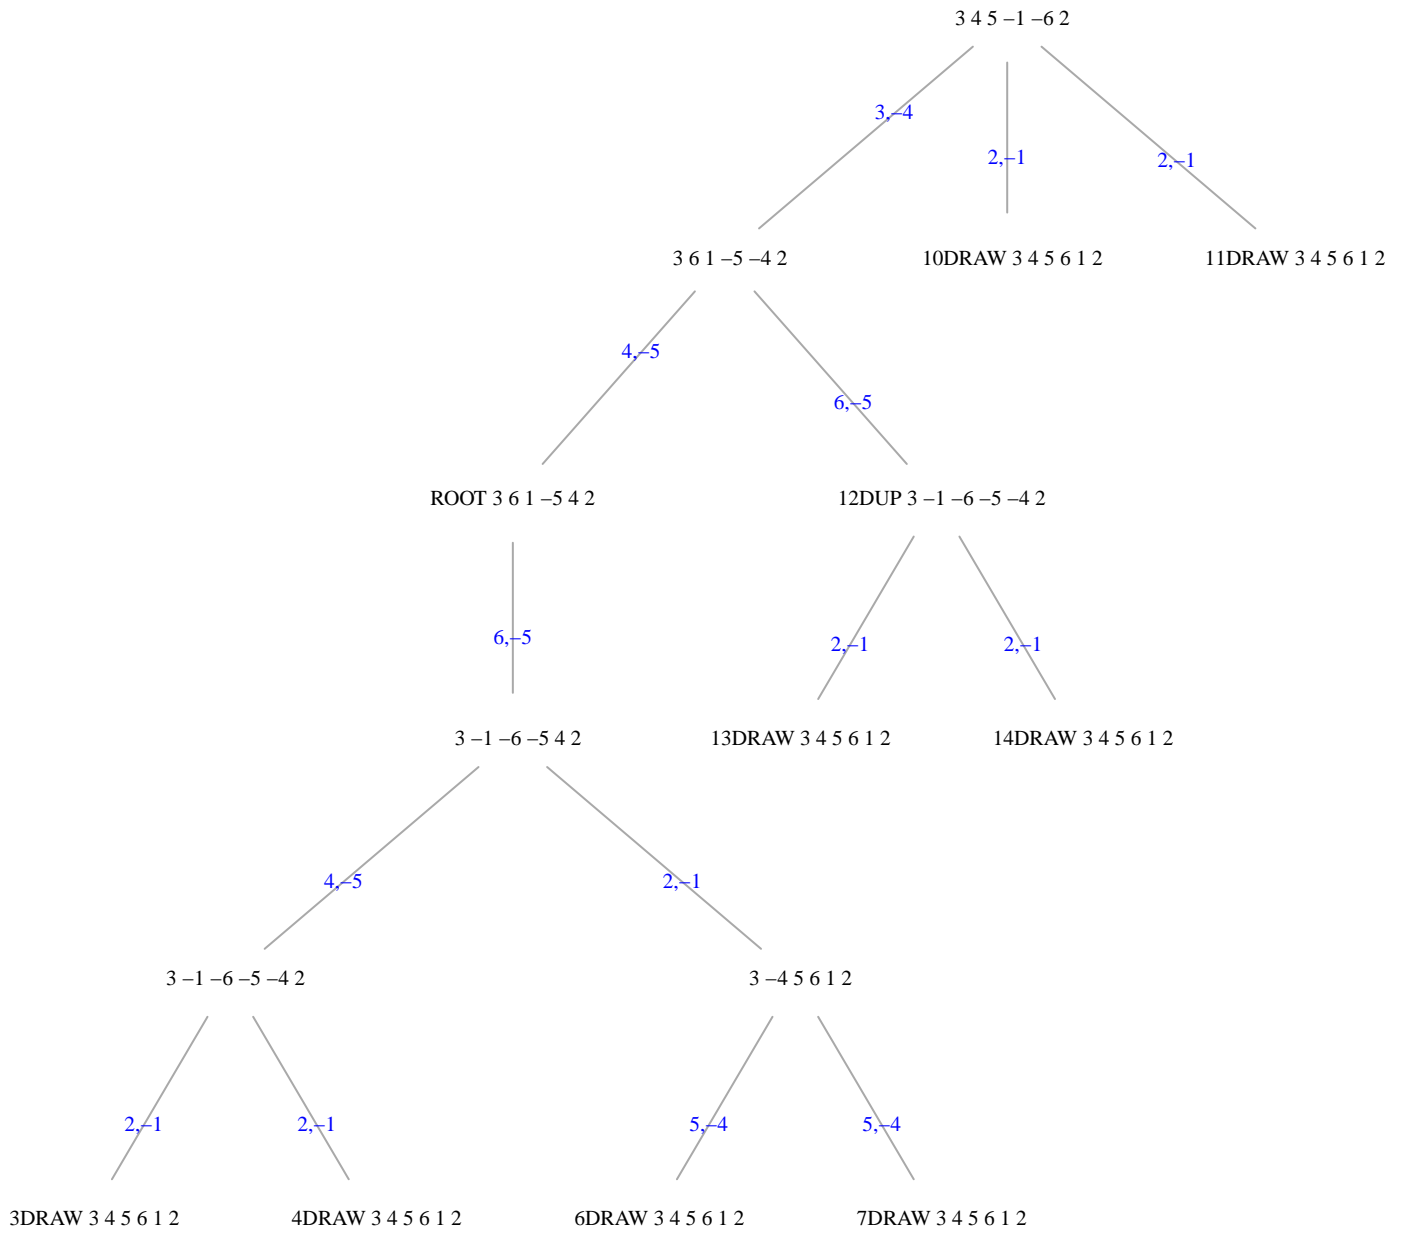 3 4 5 –1 –6 2
3,–4
2,–1
2,–1
3 6 1 –5 –4 2
10DRAW 3 4 5 6 1 2
11DRAW 3 4 5 6 1 2
4,–5
6,–5
ROOT 3 6 1 –5 4 2
12DUP 3 –1 –6 –5 –4 2
6,–5
2,–1
2,–1
3 –1 –6 –5 4 2
13DRAW 3 4 5 6 1 2
14DRAW 3 4 5 6 1 2
4,–5
2,–1
3 –1 –6 –5 –4 2
3 –4 5 6 1 2
2,–1
2,–1
5,–4
5,–4
3DRAW 3 4 5 6 1 2
4DRAW 3 4 5 6 1 2
6DRAW 3 4 5 6 1 2
7DRAW 3 4 5 6 1 2